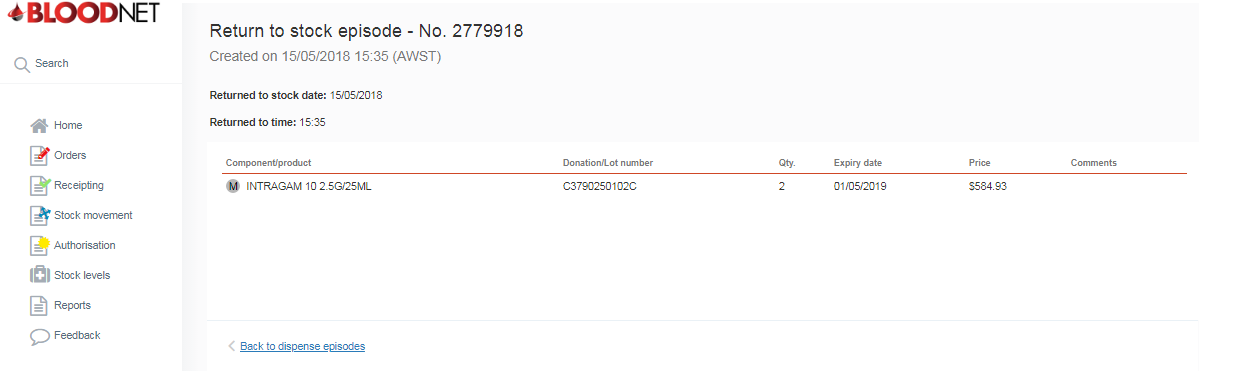 BLOODNET
Search
Home
Orders
Receipting
Stock movement
Authorisation
Stock levels
Reports
Feedback
Return to stock episode - No. 2779918
Created on 15/05/2018 15:35 (AWST)
Returned to stock date: 15/05/2018
Returned to time: 15:35
Component/product Donation/Lot number Qty. Expiry date Price Comments
M INTRAGAM 10 2.5G/25ML C3790250102C 2 01/05/2019 $584.93
Back to dispense episodes